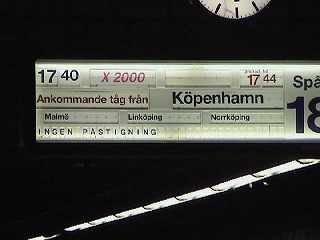 17 40 X 2000 17 44 Spå
Ankommande tåg från Köpenhamn 18
Malmö Linköping Norrköping
INGEN PÅSTIGNING